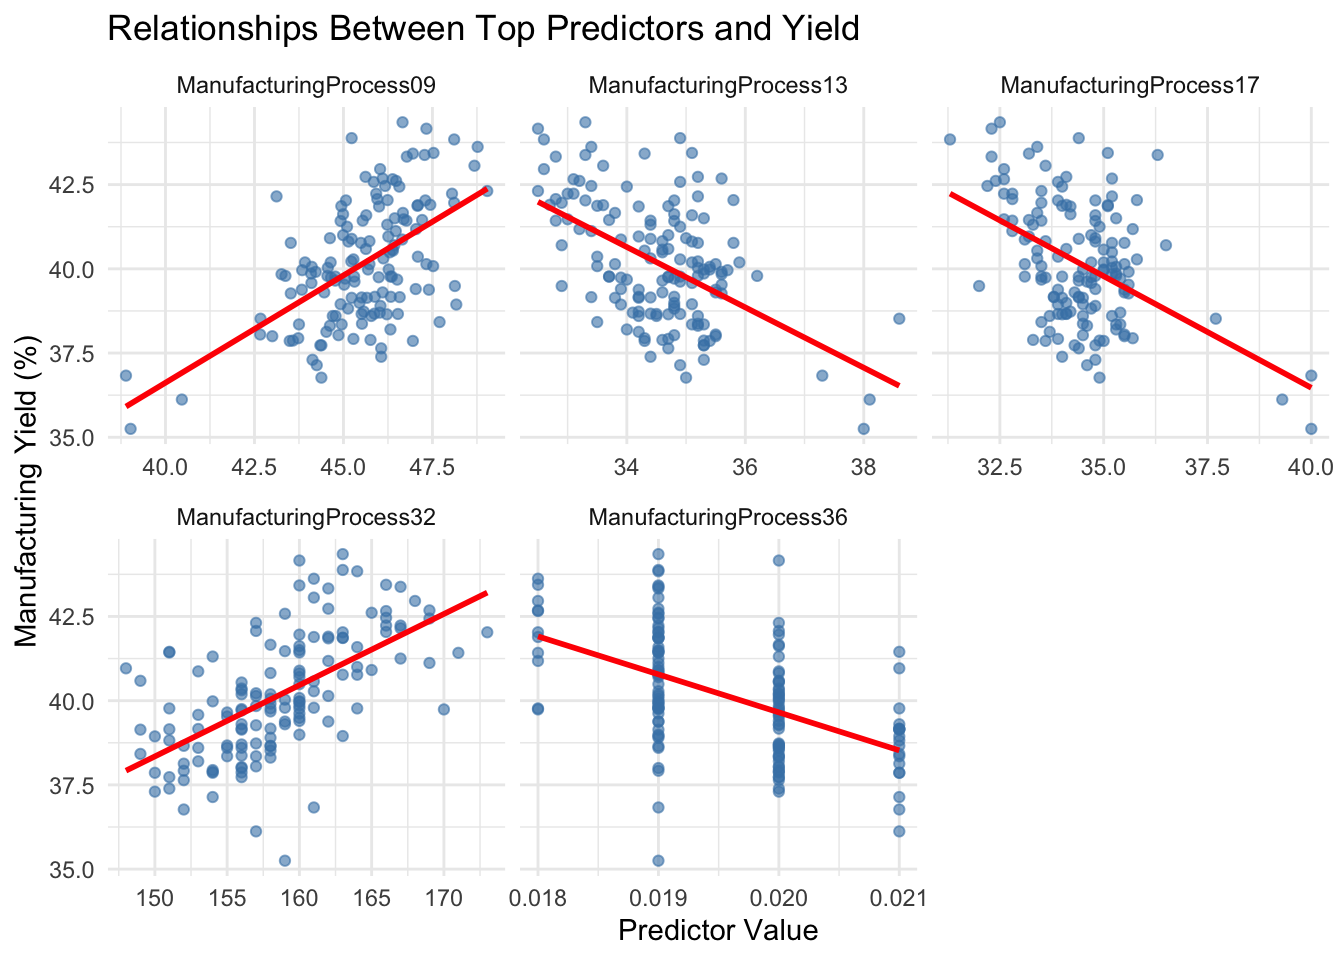 Relationships Between Top Predictors and Yield
ManufacturingProcess09 ManufacturingProcess13 ManufacturingProcess17
42.5
40.0
37.5
35.0
40.0 42.5 45.0 47.5 34 36 38 32.5 35.0 37.5 40.0
Manufacturing Yield (%)
ManufacturingProcess32 ManufacturingProcess36
42.5
40.0
37.5
35.0
150 155 160 165 170 0.018 0.019 0.020 0.021
Predictor Value